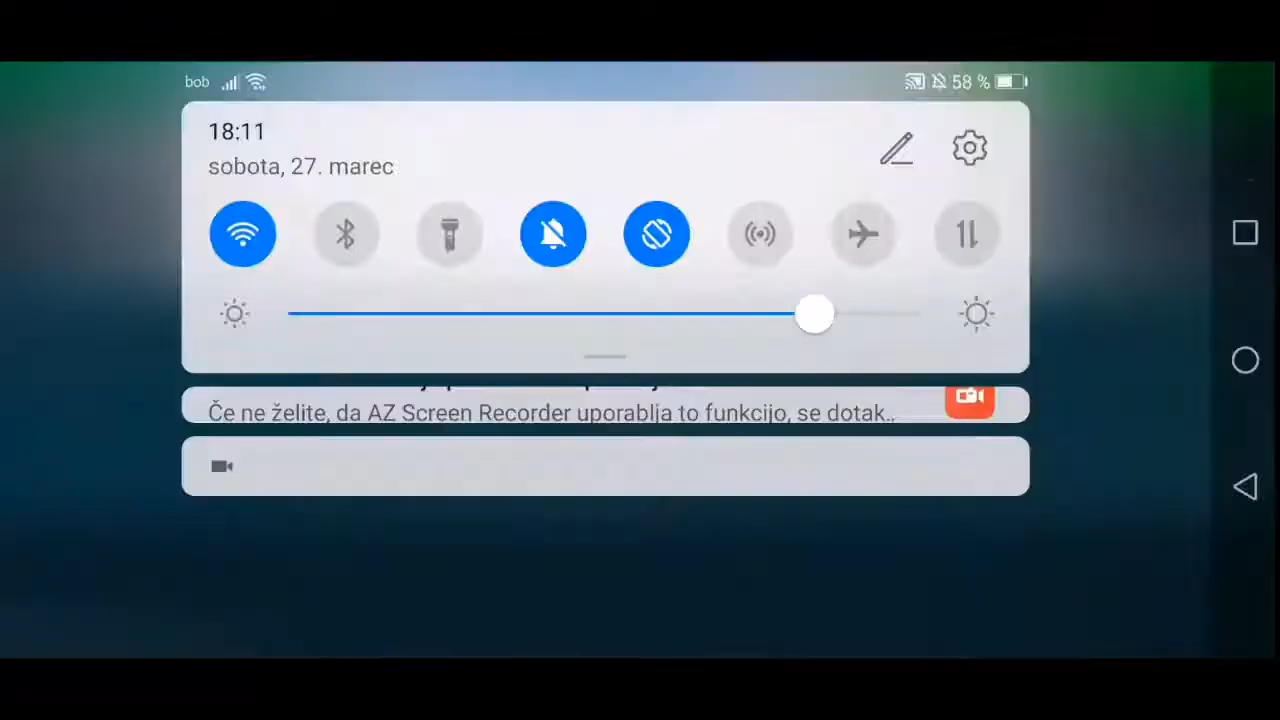 bob
58 %
18:11
sobota, 27. marec
Če ne želite, da AZ Screen Recorder uporablja to funkcijo, se dotak..